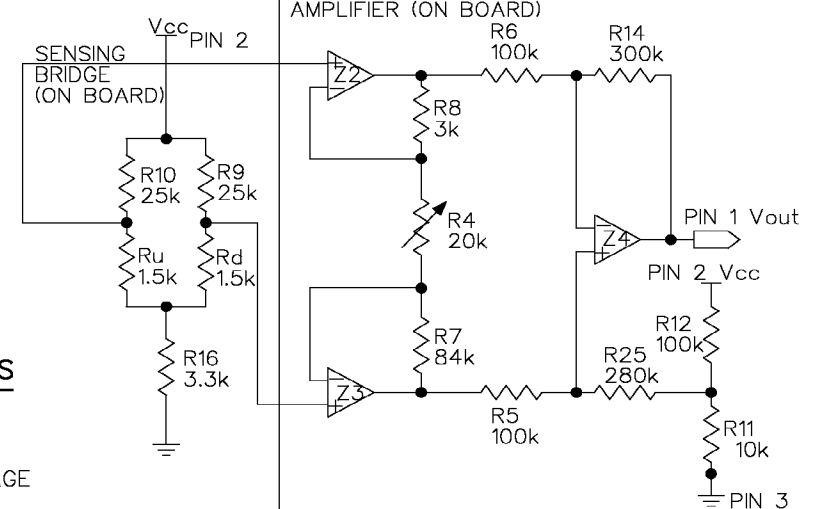 AMPLIFIER (ON BOARD)
Vcc
PIN 2
SENSING
BRIDGE
(ON BOARD)
Z2
R6
100k
R14
300k
R8
3k
R10
25k
R9
25k
R4
20k
Z4
PIN 1 Vout
Ru
1.5k
Rd
1.5k
PIN 2 Vcc
R12
100k
R7
84k
R16
3.3k
R25
280k
Z3
R5
100k
R11
10k
S
AGE
PIN 3
+
−
−
+
−
+